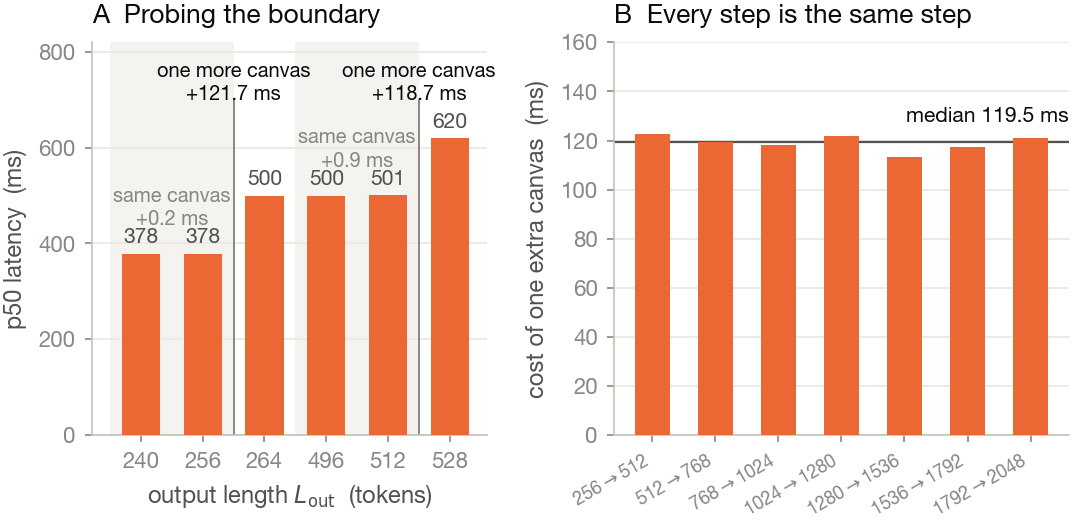 A Probing the boundary
p50 latency (ms)
800
600
400
200
0
one more canvas
+121.7 ms
one more canvas
+118.7 ms
same canvas
+0.2 ms
same canvas
+0.9 ms
378
378
500
500
501
620
240
256
264
496
512
528
output length Lout (tokens)
B Every step is the same step
cost of one extra canvas (ms)
160
140
120
100
80
60
40
20
0
median 119.5 ms
256→512
512→768
768→1024
1024→1280
1280→1536
1536→1792
1792→2048